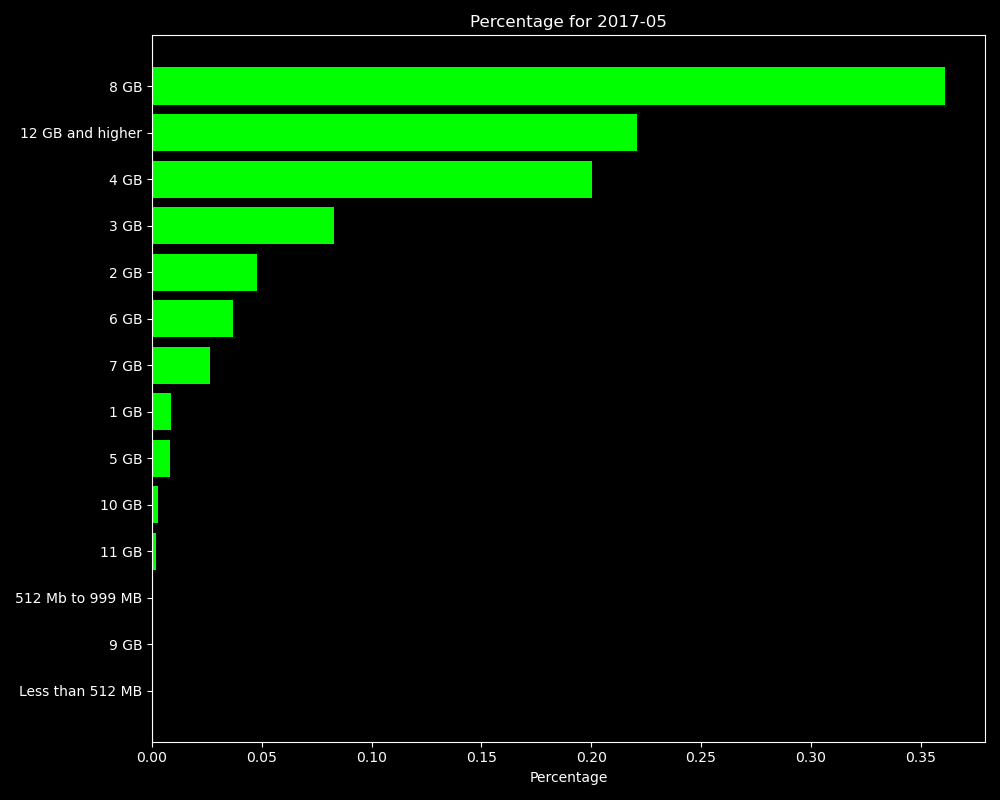 Percentage for 2017-05
8 GB
12 GB and higher
4 GB
3 GB
2 GB
6 GB
7 GB
1 GB
5 GB
10 GB
11 GB
512 Mb to 999 MB
9 GB
Less than 512 MB
0.00 0.05 0.10 0.15 0.20 0.25 0.30 0.35
Percentage